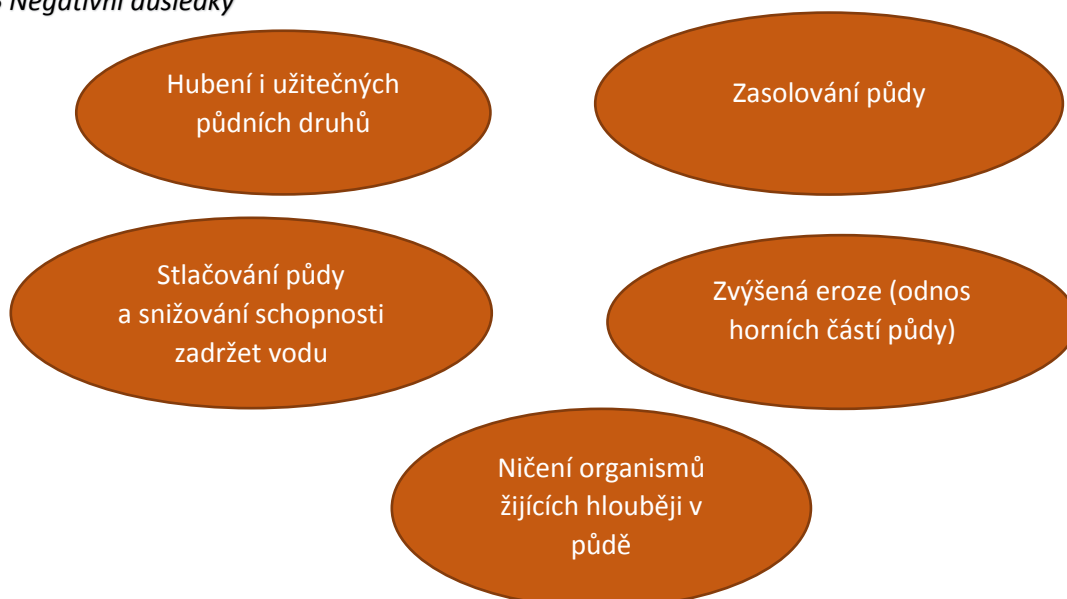 Negativní důsledky
Hubení i užitečných
půdních druhů
Zasolování půdy
Stlačování půdy
a snižování schopnosti
zadržet vodu
Zvýšená eroze (odnos
horních částí půdy)
Ničení organismů
žijících hlouběji v
půdě